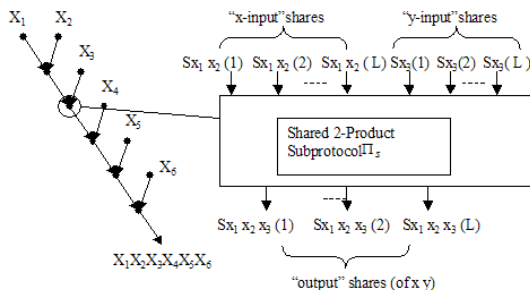 X₁ X₂ X₃ X₄ X₅ X₆
X₁X₂X₃X₄X₅X₆
“x-input”shares “y-input”shares
Sx₁ x₂ (1) Sx₁ x₂ (2) ---- Sx₁ x₂ (L) Sx₃(1) Sx₃(2) ---- Sx₃(L)
Shared 2-Product
Subprotocol Πₛ
----
Sx₁ x₂ x₃ (1) Sx₁ x₂ x₃ (2) Sx₁ x₂ x₃ (L)
“output” shares (of x y)